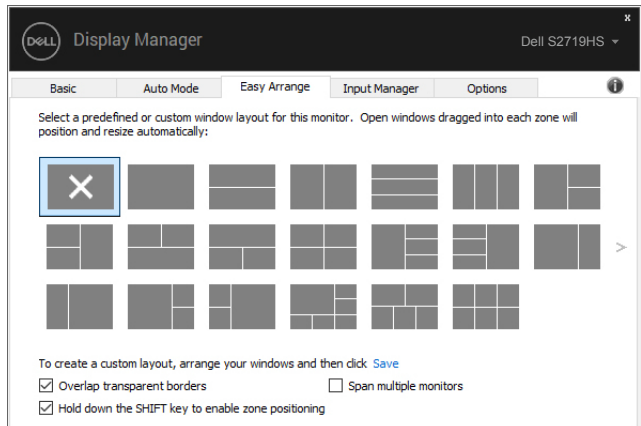 x
DELL Display Manager Dell S2719HS
Basic Auto Mode Easy Arrange Input Manager Options i
Select a predefined or custom window layout for this monitor. Open windows dragged into each zone will
position and resize automatically:
>
To create a custom layout, arrange your windows and then click Save
Overlap transparent borders Span multiple monitors
Hold down the SHIFT key to enable zone positioning